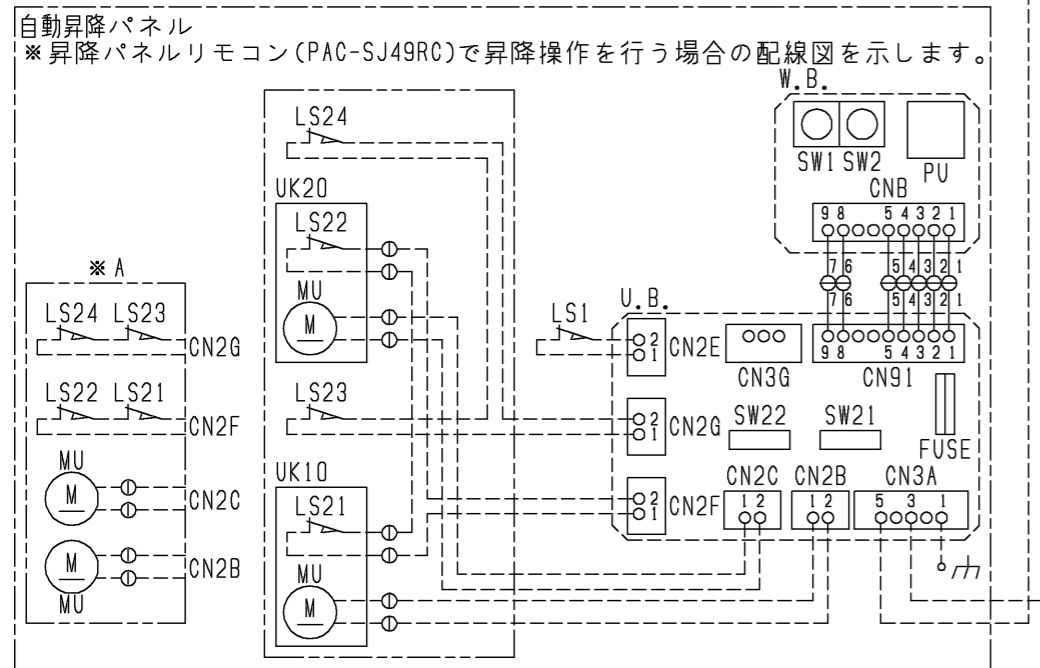 自動昇降パネル
※昇降パネルリモコン(PAC-SJ49RC)で昇降操作を行う場合の配線図を示します。
W.B.
SW1 SW2
PU
CNB
9 8 5 4 3 2 1
7 6 5 4 3 2 1
7 6 5 4 3 2 1
LS24
UK20
LS22
MU
M
LS23
UK10
LS21
MU
M
※A
LS24 LS23
CN2G
LS22 LS21
CN2F
MU
M
CN2C
M
CN2B
MU
LS1
U.B.
2
1
CN2E
CN3G
9 8 5 4 3 2 1
CN91
2
1
CN2G
SW22
SW21
FUSE
2
1
CN2F
CN2C
1 2
CN2B
1 2
CN3A
5 3 1